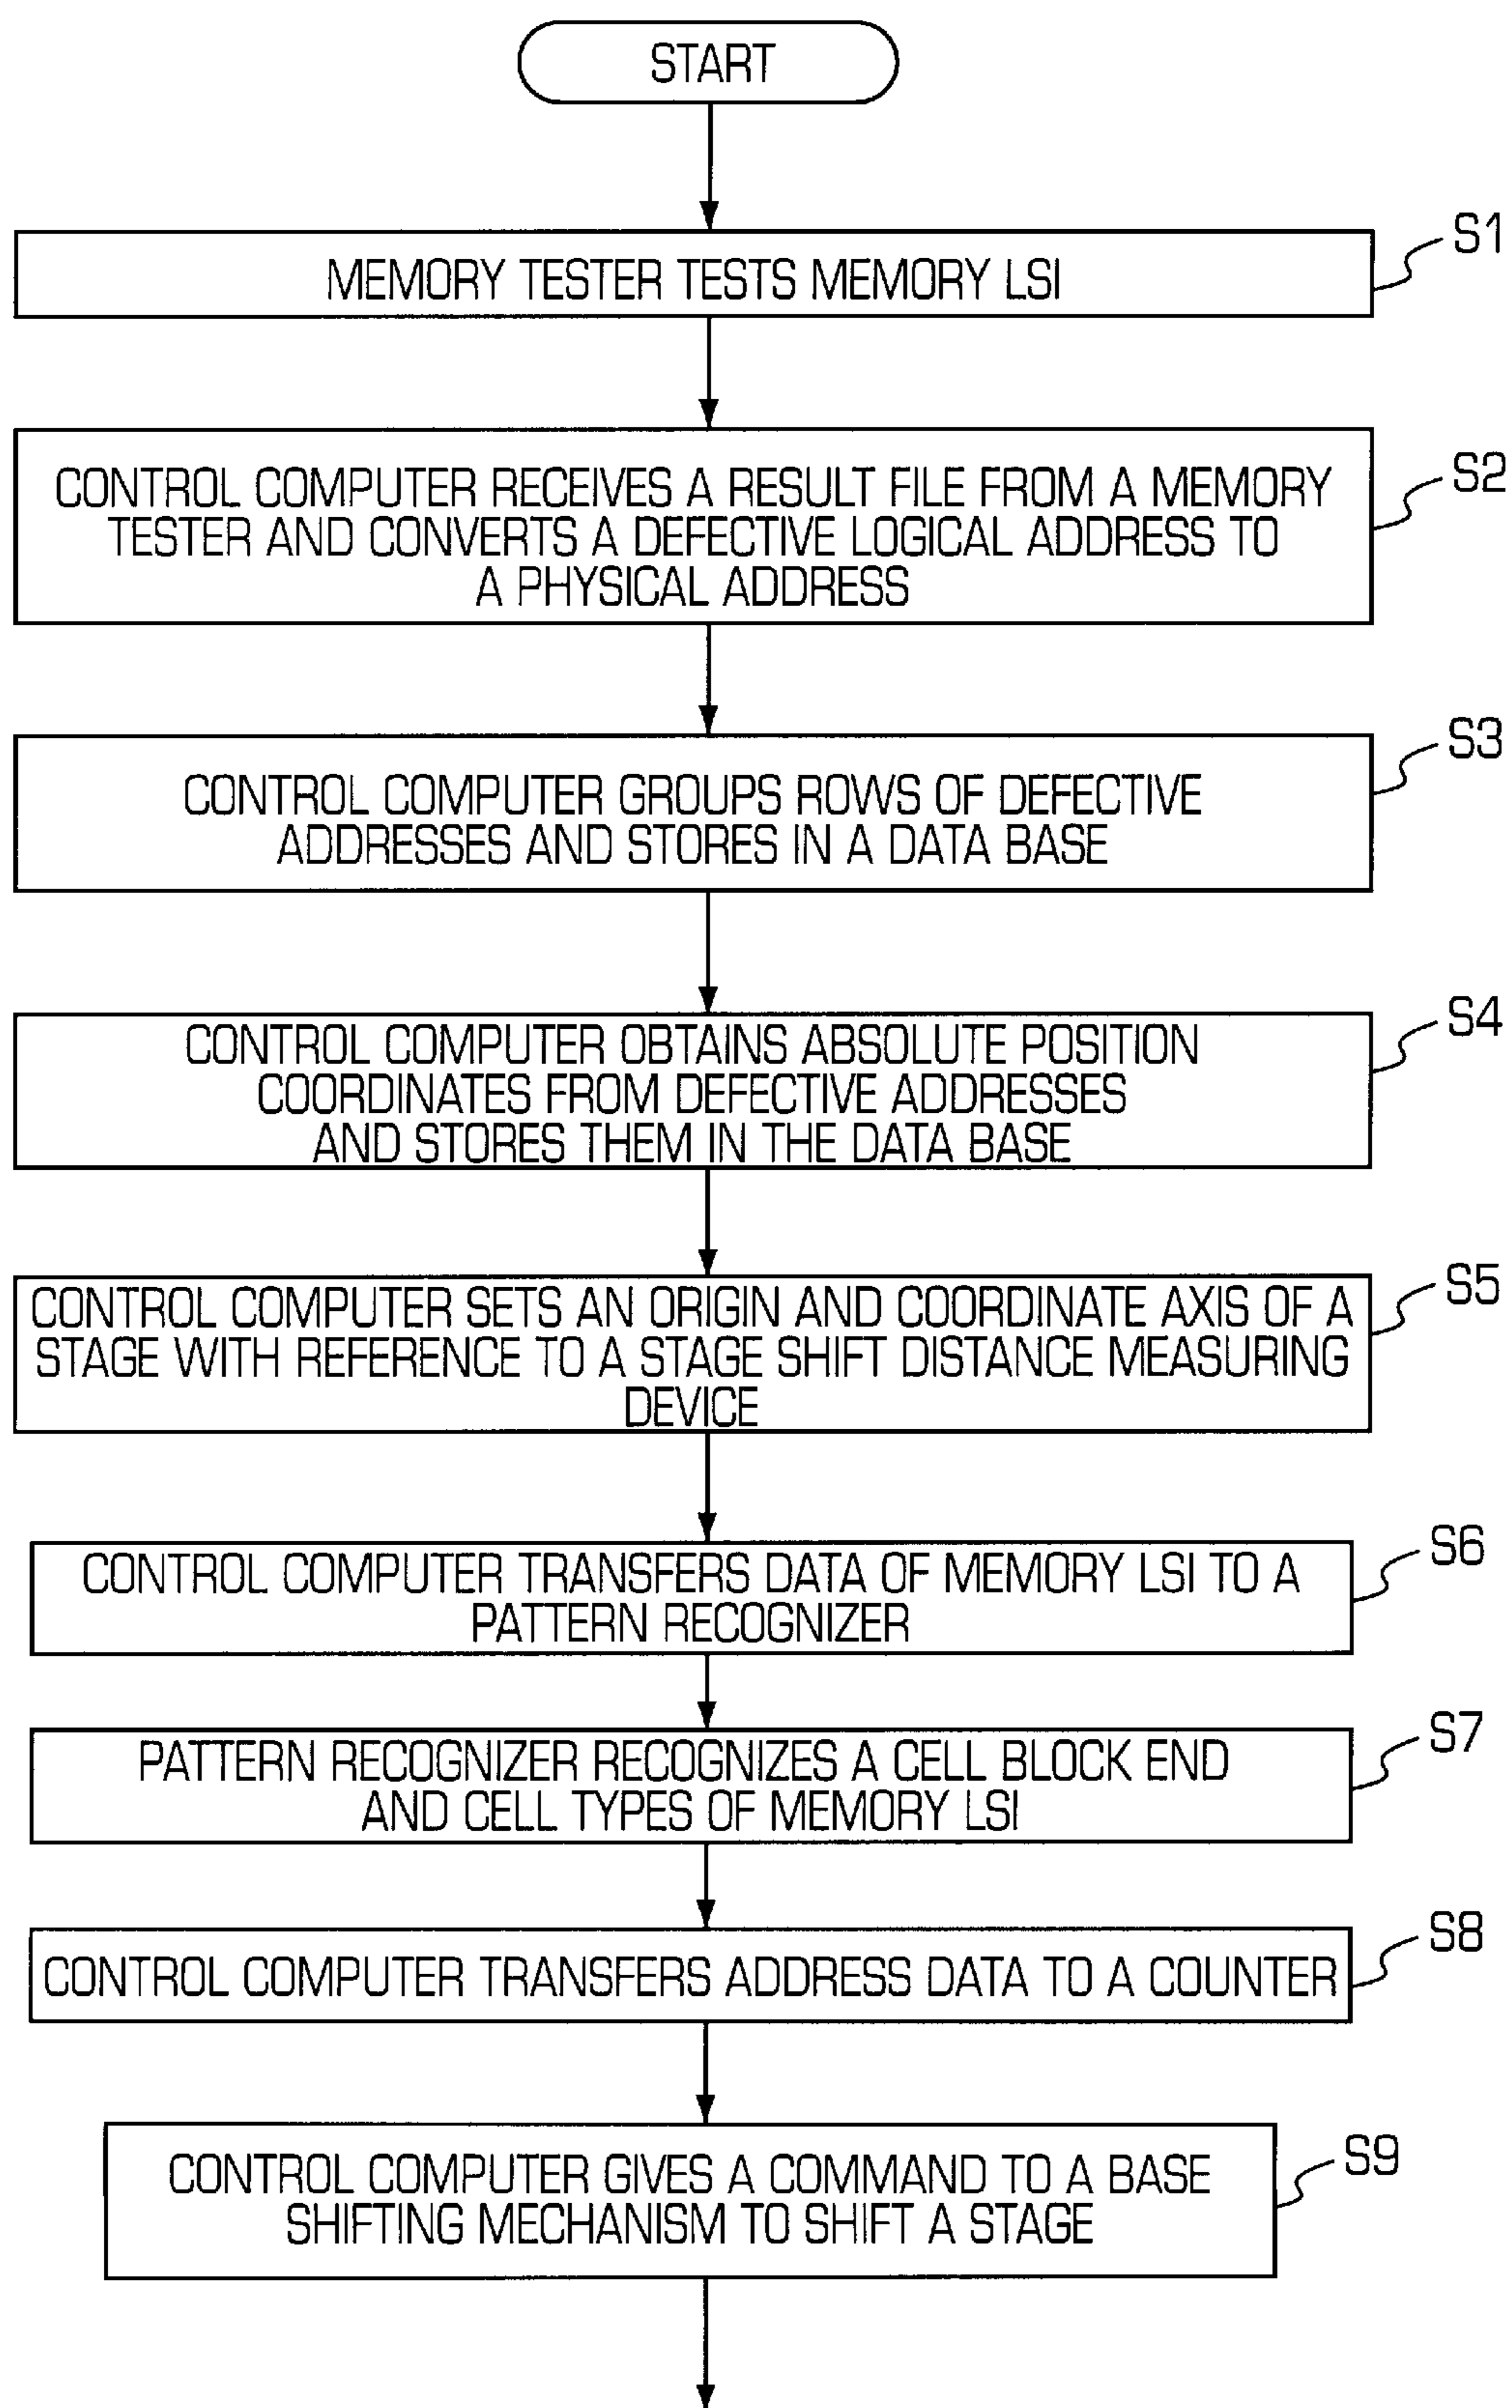 START
S1
MEMORY TESTER TESTS MEMORY LSI
S2
CONTROL COMPUTER RECEIVES A RESULT FILE FROM A MEMORY
TESTER AND CONVERTS A DEFECTIVE LOGICAL ADDRESS TO
A PHYSICAL ADDRESS
S3
CONTROL COMPUTER GROUPS ROWS OF DEFECTIVE
ADDRESSES AND STORES IN A DATA BASE
S4
CONTROL COMPUTER OBTAINS ABSOLUTE POSITION
COORDINATES FROM DEFECTIVE ADDRESSES
AND STORES THEM IN THE DATA BASE
S5
CONTROL COMPUTER SETS AN ORIGIN AND COORDINATE AXIS OF A
STAGE WITH REFERENCE TO A STAGE SHIFT DISTANCE MEASURING
DEVICE
S6
CONTROL COMPUTER TRANSFERS DATA OF MEMORY LSI TO A
PATTERN RECOGNIZER
S7
PATTERN RECOGNIZER RECOGNIZES A CELL BLOCK END
AND CELL TYPES OF MEMORY LSI
S8
CONTROL COMPUTER TRANSFERS ADDRESS DATA TO A COUNTER
S9
CONTROL COMPUTER GIVES A COMMAND TO A BASE
SHIFTING MECHANISM TO SHIFT A STAGE